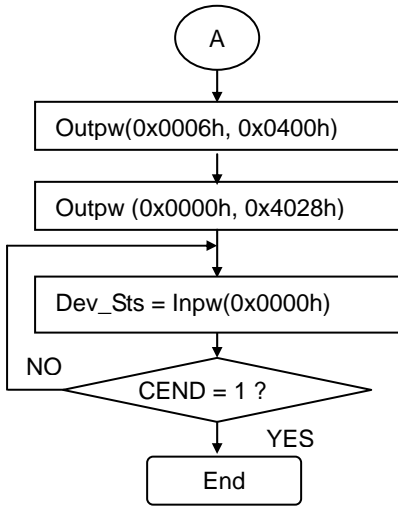 A
Outpw(0x0006h, 0x0400h)
Outpw (0x0000h, 0x4028h)
Dev_Sts = Inpw(0x0000h)
NO
CEND = 1 ?
YES
End